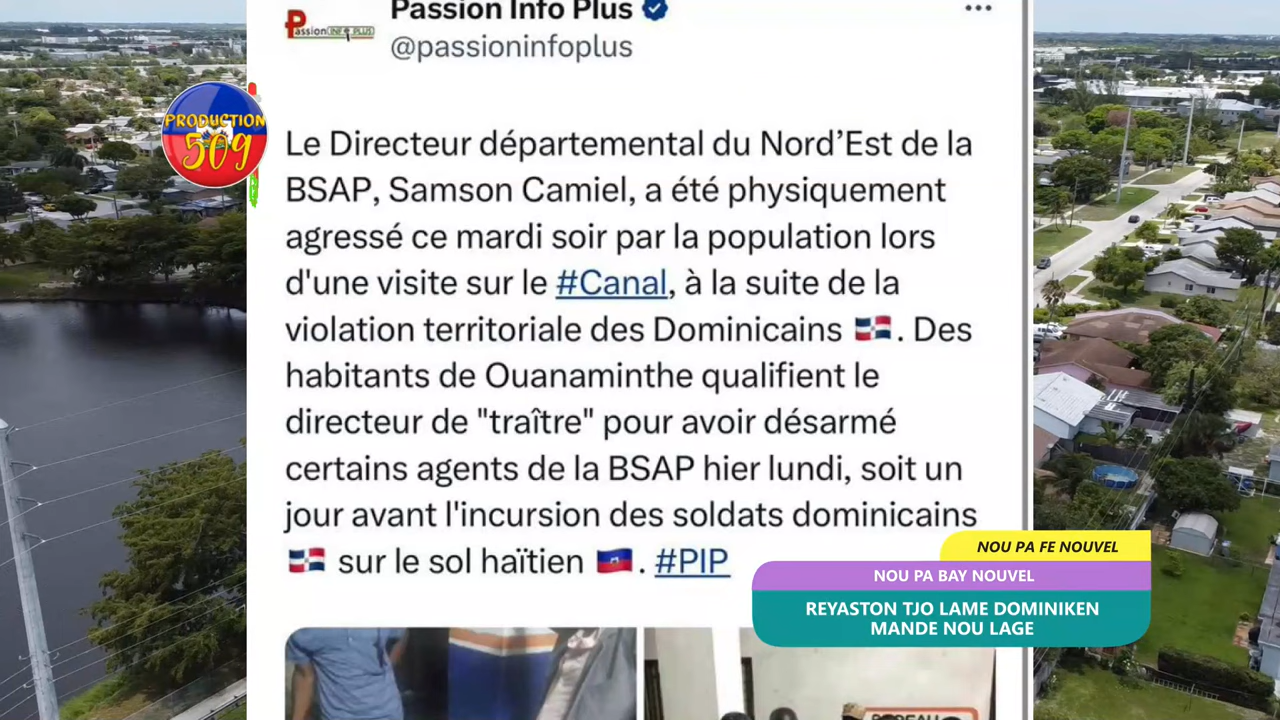 Passion Info Plus
Passion INFO PLUS
@passioninfoplus
PRODUCTION
509
Le Directeur départemental du Nord’Est de la
BSAP, Samson Camiel, a été physiquement
agressé ce mardi soir par la population lors
d'une visite sur le #Canal, à la suite de la
violation territoriale des Dominicains 🇩🇴. Des
habitants de Ouanaminthe qualifient le
directeur de "traître" pour avoir désarmé
certains agents de la BSAP hier lundi, soit un
jour avant l'incursion des soldats dominicains
🇩🇴 sur le sol haïtien 🇭🇹. #PIP
NOU PA FE NOUVEL
NOU PA BAY NOUVEL
REYASTON TJO LAME DOMINIKEN
MANDE NOU LAGE